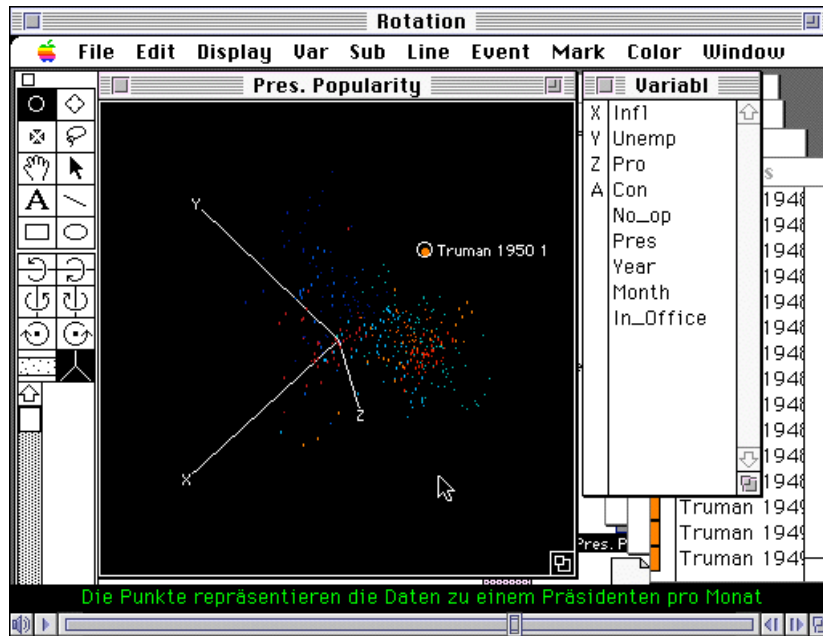 Rotation
File Edit Display Var Sub Line Event Mark Color Window
Pres. Popularity
Variabl
X Infl
Y Unemp
Z Pro
A Con
No_op
Pres
Year
Month
In_Office
A
Y
Truman 1950 1
Z
X
s
1948
1948
1948
1948
1948
1948
1948
1948
1948
1948
1948
1948
Truman 1949
Truman 1949
Truman 1949
Pres. P
Die Punkte repräsentieren die Daten zu einem Präsidenten pro Monat